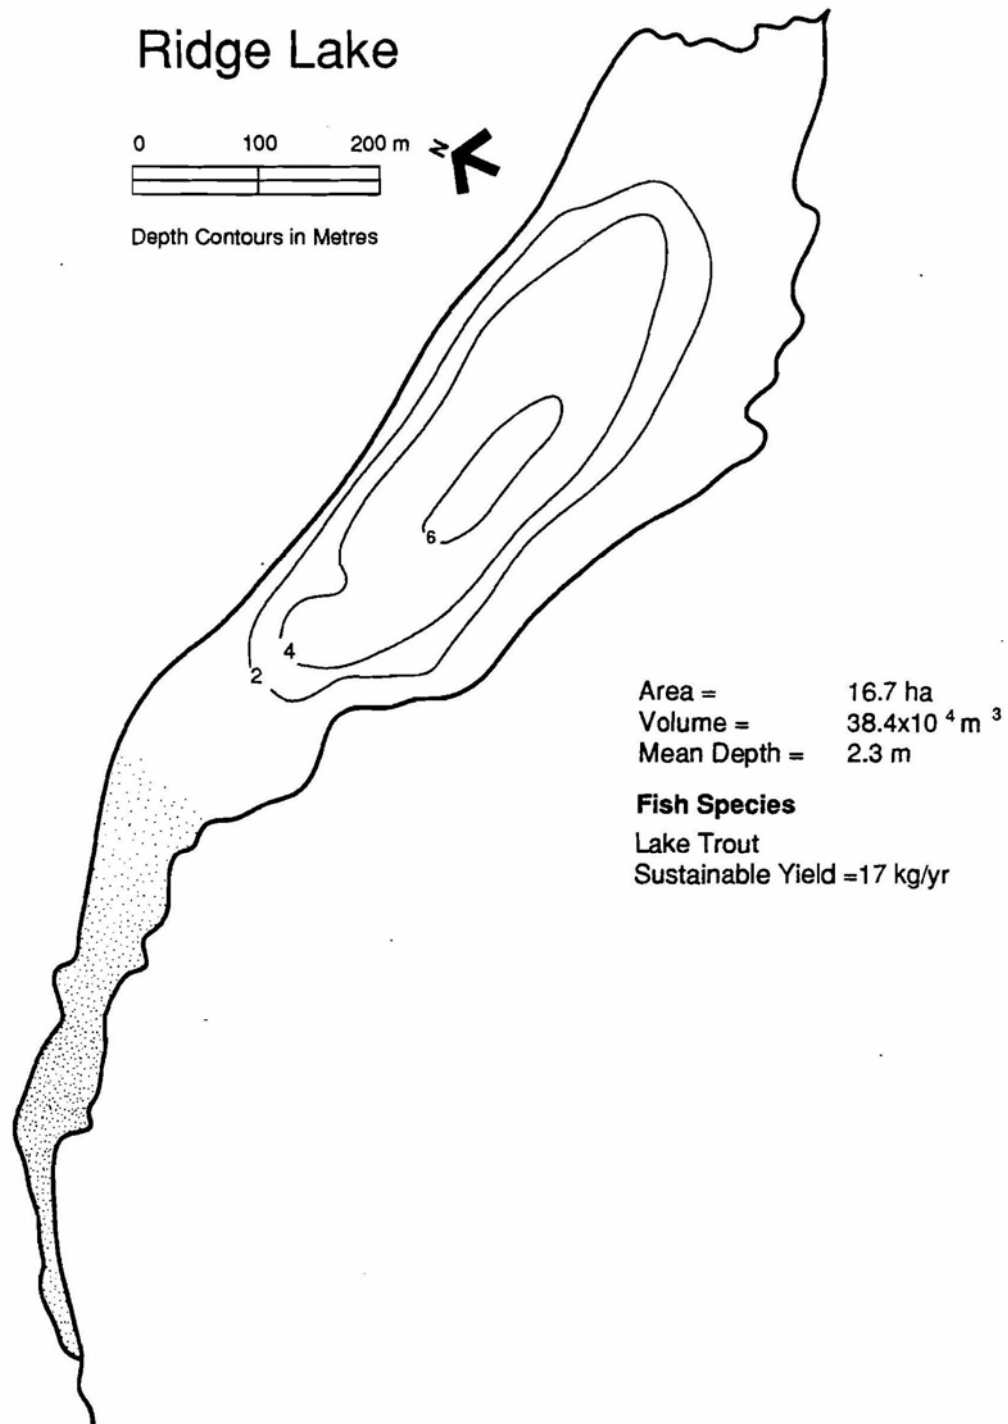 Ridge Lake
0 100 200 m
N
Depth Contours in Metres
6
4
2
Area = 16.7 ha
Volume = 38.4x10 4 m 3
Mean Depth = 2.3 m
Fish Species
Lake Trout
Sustainable Yield =17 kg/yr